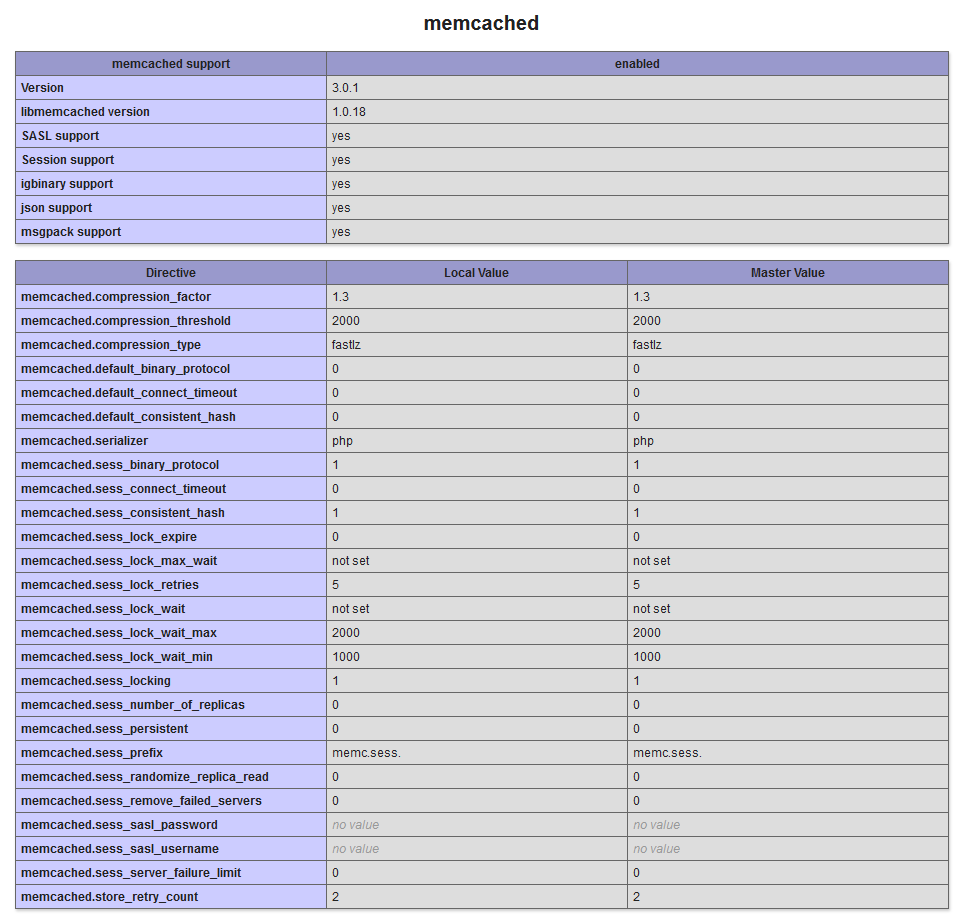 memcached
memcached support enabled
Version 3.0.1
libmemcached version 1.0.18
SASL support yes
Session support yes
igbinary support yes
json support yes
msgpack support yes
Directive Local Value Master Value
memcached.compression_factor 1.3 1.3
memcached.compression_threshold 2000 2000
memcached.compression_type fastlz fastlz
memcached.default_binary_protocol 0 0
memcached.default_connect_timeout 0 0
memcached.default_consistent_hash 0 0
memcached.serializer php php
memcached.sess_binary_protocol 1 1
memcached.sess_connect_timeout 0 0
memcached.sess_consistent_hash 1 1
memcached.sess_lock_expire 0 0
memcached.sess_lock_max_wait not set not set
memcached.sess_lock_retries 5 5
memcached.sess_lock_wait not set not set
memcached.sess_lock_wait_max 2000 2000
memcached.sess_lock_wait_min 1000 1000
memcached.sess_locking 1 1
memcached.sess_number_of_replicas 0 0
memcached.sess_persistent 0 0
memcached.sess_prefix memc.sess. memc.sess.
memcached.sess_randomize_replica_read 0 0
memcached.sess_remove_failed_servers 0 0
memcached.sess_sasl_password no value no value
memcached.sess_sasl_username no value no value
memcached.sess_server_failure_limit 0 0
memcached.store_retry_count 2 2